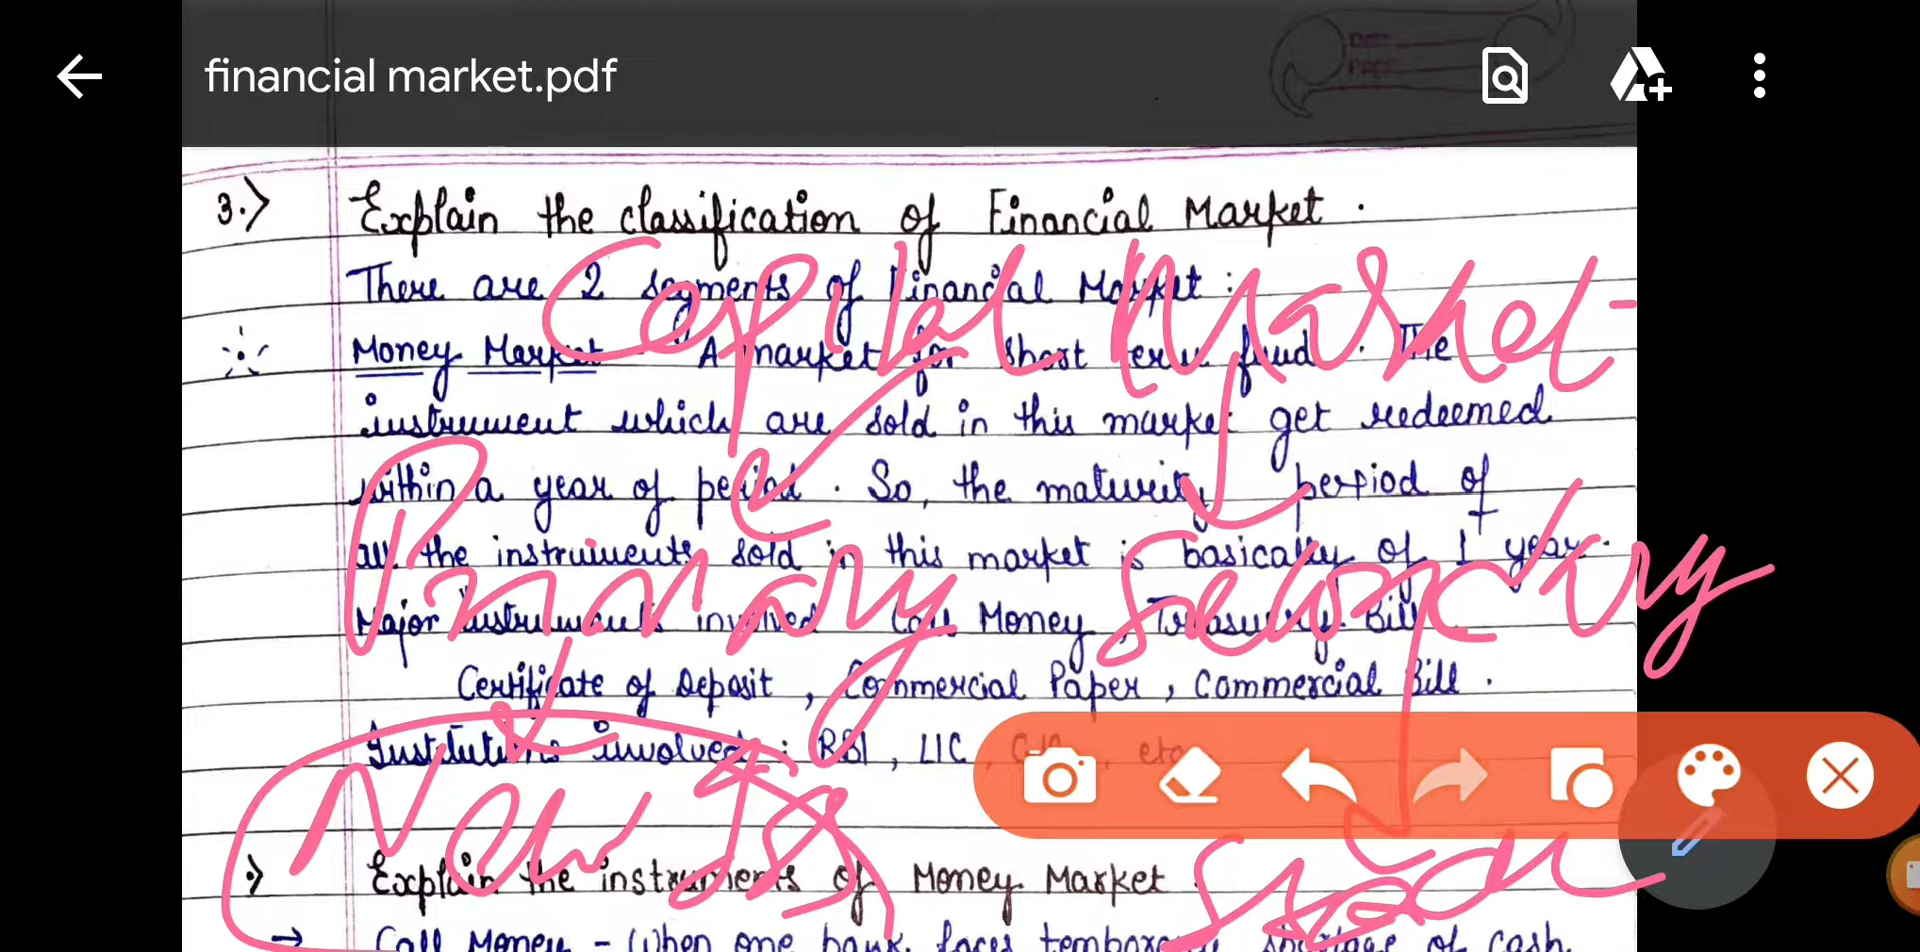 financial market.pdf
3.) Explain the classification of Financial Market.
There are 2 segments of Financial Market :
Money Market - A market for short term fund. The
instrument which are sold in this market get redeemed
within a year of period. So, the maturity period of
all the instruments sold in this market is basically of 1 year.
Major instruments involved Call Money, Treasury Bill
Certificate of Deposit, Commercial Paper, Commercial Bill.
Institutions involved : RBI, LIC, etc
Explain the instruments of Money Market
→ Call Money - When one bank faces temporary shortage of cash
Capital Market
Primary Secondry
New